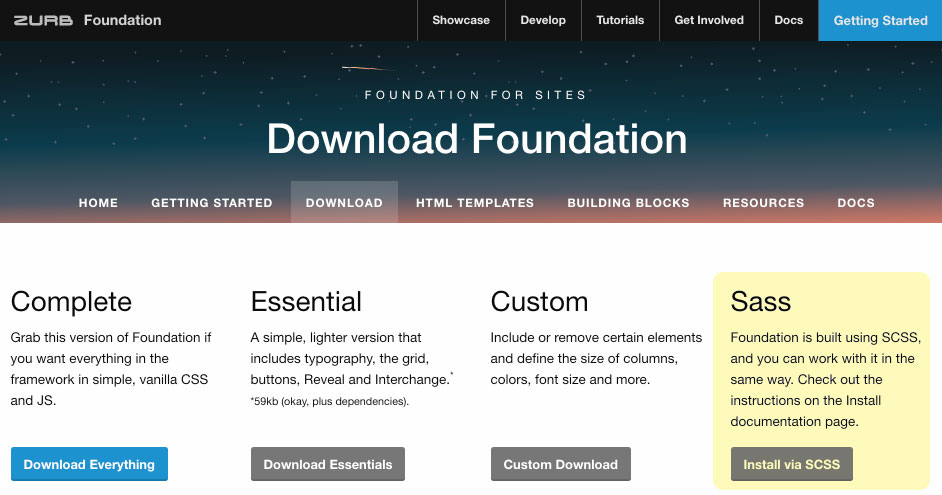 ZURB Foundation Showcase Develop Tutorials Get Involved Docs Getting Started
FOUNDATION FOR SITES
Download Foundation
HOME GETTING STARTED DOWNLOAD HTML TEMPLATES BUILDING BLOCKS RESOURCES DOCS
Complete
Grab this version of Foundation if
you want everything in the
framework in simple, vanilla CSS
and JS.
Download Everything
Essential
A simple, lighter version that
includes typography, the grid,
buttons, Reveal and Interchange.*
*59kb (okay, plus dependencies).
Download Essentials
Custom
Include or remove certain elements
and define the size of columns,
colors, font size and more.
Custom Download
Sass
Foundation is built using SCSS,
and you can work with it in the
same way. Check out the
instructions on the Install
documentation page.
Install via SCSS